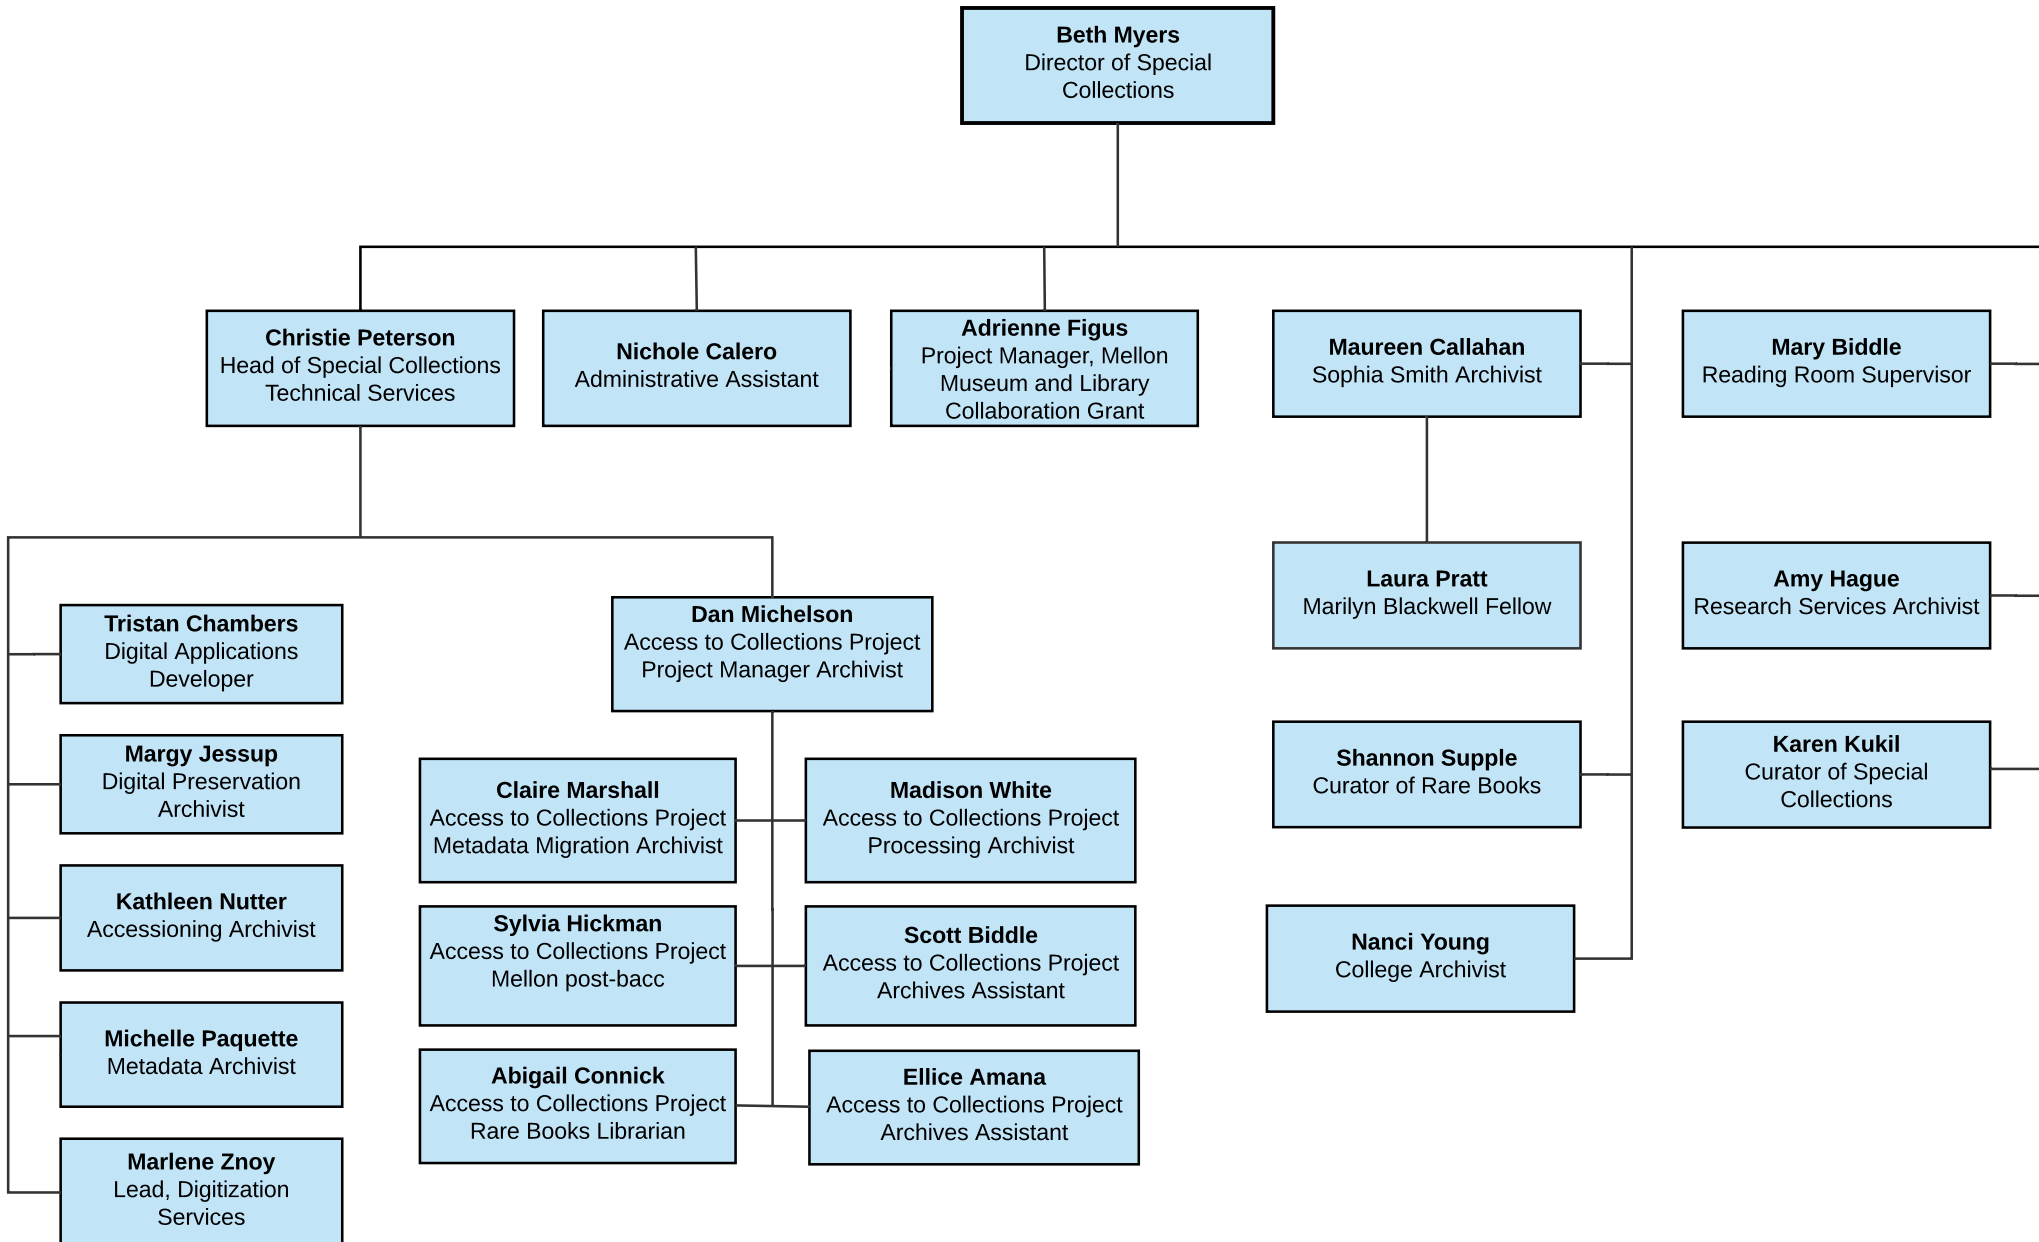 Beth Myers
Director of Special
Collections
Christie Peterson
Head of Special Collections
Technical Services
Nichole Calero
Administrative Assistant
Adrienne Figus
Project Manager, Mellon
Museum and Library
Collaboration Grant
Maureen Callahan
Sophia Smith Archivist
Mary Biddle
Reading Room Supervisor
Laura Pratt
Marilyn Blackwell Fellow
Amy Hague
Research Services Archivist
Tristan Chambers
Digital Applications
Developer
Dan Michelson
Access to Collections Project
Project Manager Archivist
Margy Jessup
Digital Preservation
Archivist
Claire Marshall
Access to Collections Project
Metadata Migration Archivist
Madison White
Access to Collections Project
Processing Archivist
Shannon Supple
Curator of Rare Books
Karen Kukil
Curator of Special
Collections
Kathleen Nutter
Accessioning Archivist
Sylvia Hickman
Access to Collections Project
Mellon post-bacc
Scott Biddle
Access to Collections Project
Archives Assistant
Nanci Young
College Archivist
Michelle Paquette
Metadata Archivist
Abigail Connick
Access to Collections Project
Rare Books Librarian
Ellice Amana
Access to Collections Project
Archives Assistant
Marlene Znoy
Lead, Digitization
Services